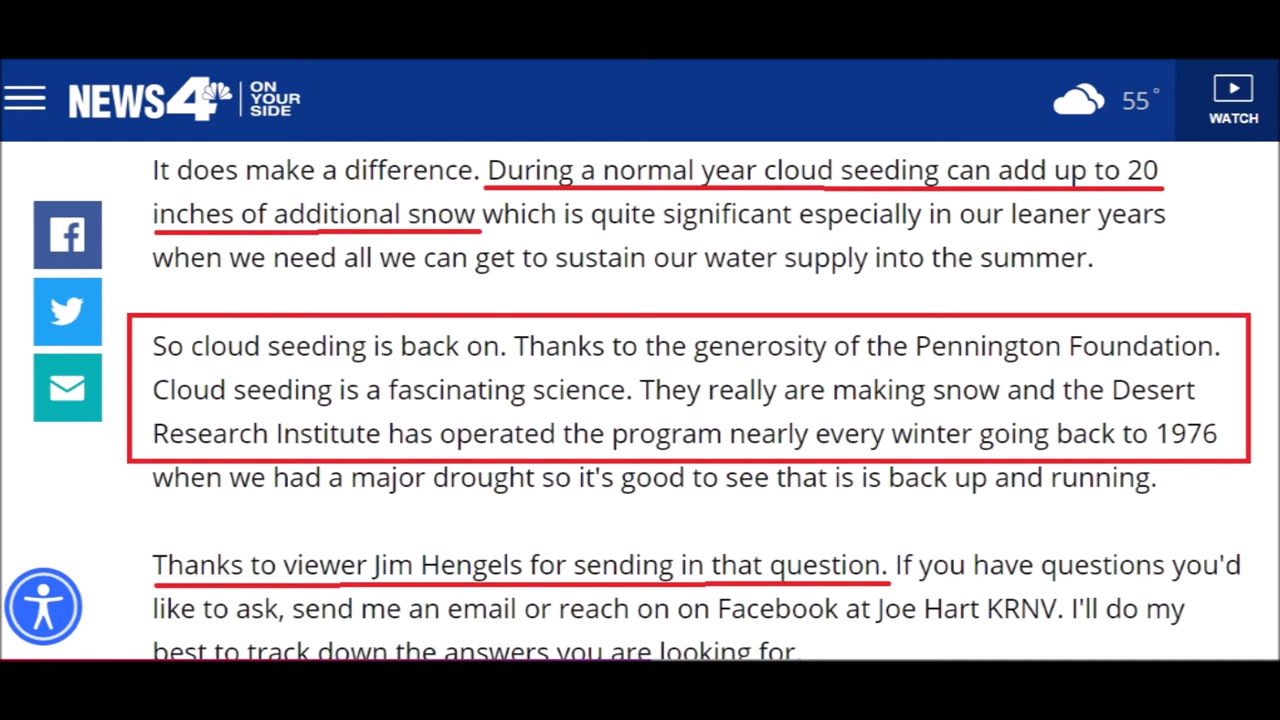 NEWS 4
ON
YOUR
SIDE
55°
WATCH
It does make a difference. During a normal year cloud seeding can add up to 20
inches of additional snow which is quite significant especially in our leaner years
when we need all we can get to sustain our water supply into the summer.
So cloud seeding is back on. Thanks to the generosity of the Pennington Foundation.
Cloud seeding is a fascinating science. They really are making snow and the Desert
Research Institute has operated the program nearly every winter going back to 1976
when we had a major drought so it's good to see that is is back up and running.
Thanks to viewer Jim Hengels for sending in that question. If you have questions you'd
like to ask, send me an email or reach on on Facebook at Joe Hart KRNV. I'll do my
best to track down the answers you are looking for.